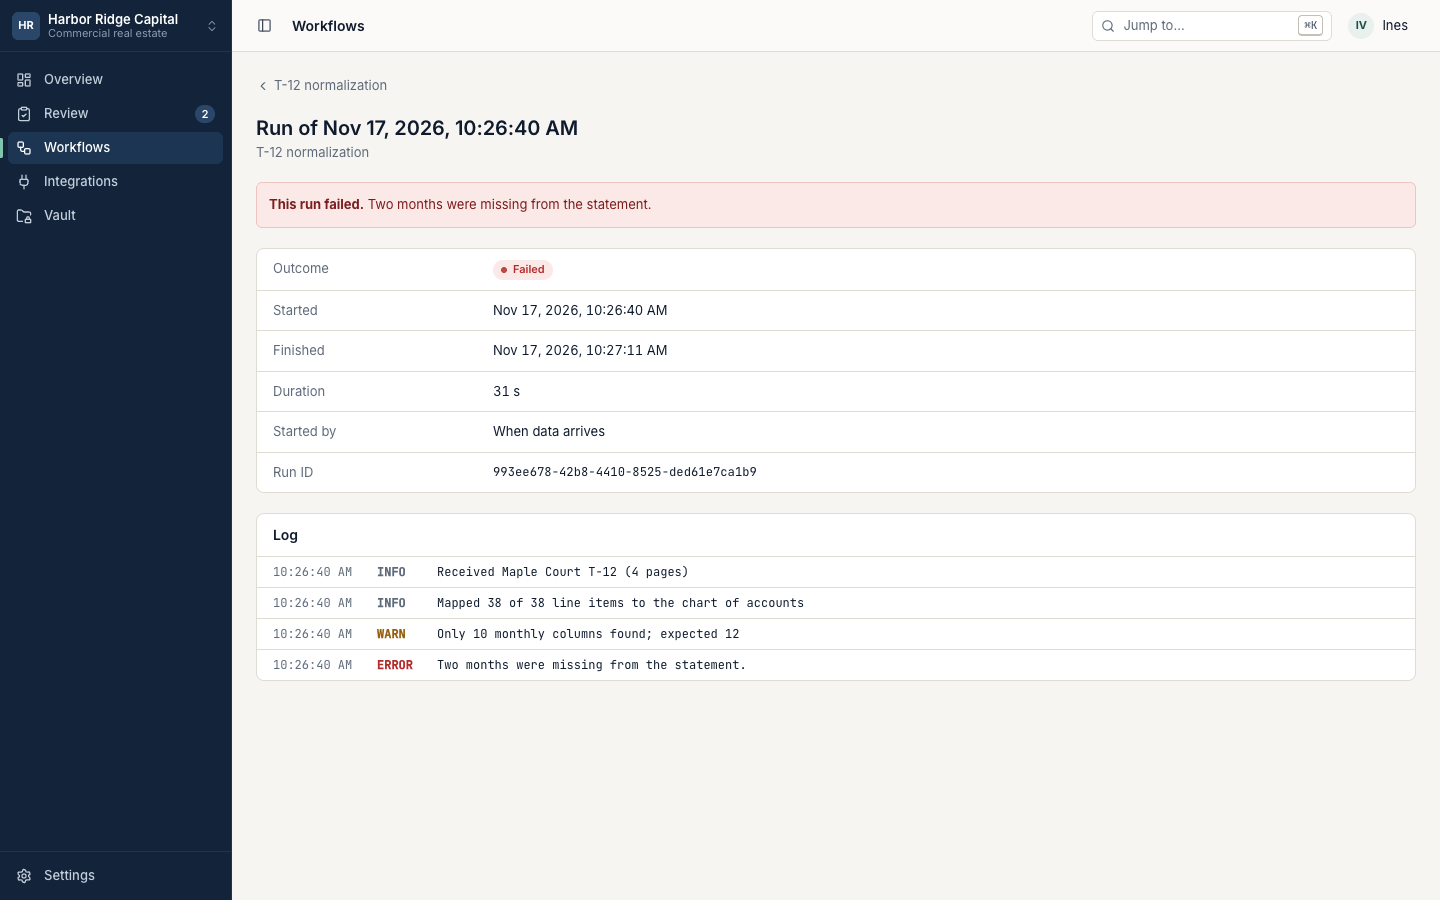 HR
Harbor Ridge Capital
Commercial real estate
Overview
Review 2
Workflows
Integrations
Vault
Settings
Workflows
Jump to... ⌘K
IV Ines
T-12 normalization
Run of Nov 17, 2026, 10:26:40 AM
T-12 normalization
This run failed. Two months were missing from the statement.
Outcome Failed
Started Nov 17, 2026, 10:26:40 AM
Finished Nov 17, 2026, 10:27:11 AM
Duration 31 s
Started by When data arrives
Run ID 993ee678-42b8-4410-8525-ded61e7ca1b9
Log
10:26:40 AM INFO Received Maple Court T-12 (4 pages)
10:26:40 AM INFO Mapped 38 of 38 line items to the chart of accounts
10:26:40 AM WARN Only 10 monthly columns found; expected 12
10:26:40 AM ERROR Two months were missing from the statement.